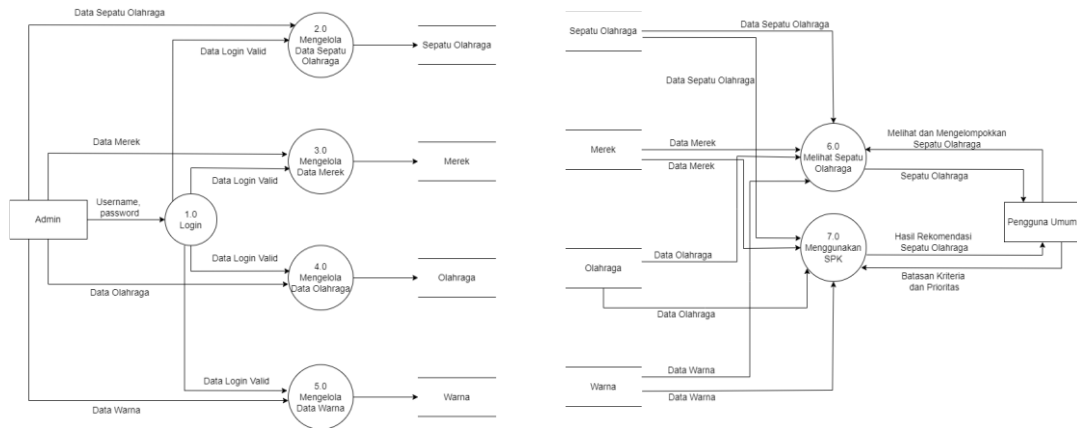 Data Sepatu Olahraga
2.0
Mengelola
Data Sepatu
Olahraga
Sepatu Olahraga
Data Login Valid
Data Merek
3.0
Mengelola
Data Merek
Merek
Data Login Valid
Username,
password
Admin
1.0
Login
Data Login Valid
4.0
Mengelola
Data Olahraga
Olahraga
Data Olahraga
Data Login Valid
5.0
Mengelola
Data Warna
Warna
Data Warna
Sepatu Olahraga
Data Sepatu Olahraga
Data Sepatu Olahraga
Merek
Data Merek
Data Merek
6.0
Melihat Sepatu
Olahraga
Melihat dan Mengelompokkan
Sepatu Olahraga
Sepatu Olahraga
Pengguna Umum
7.0
Menggunakan
SPK
Hasil Rekomendasi
Sepatu Olahraga
Batasan Kriteria
dan Prioritas
Olahraga
Data Olahraga
Data Olahraga
Warna
Data Warna
Data Warna